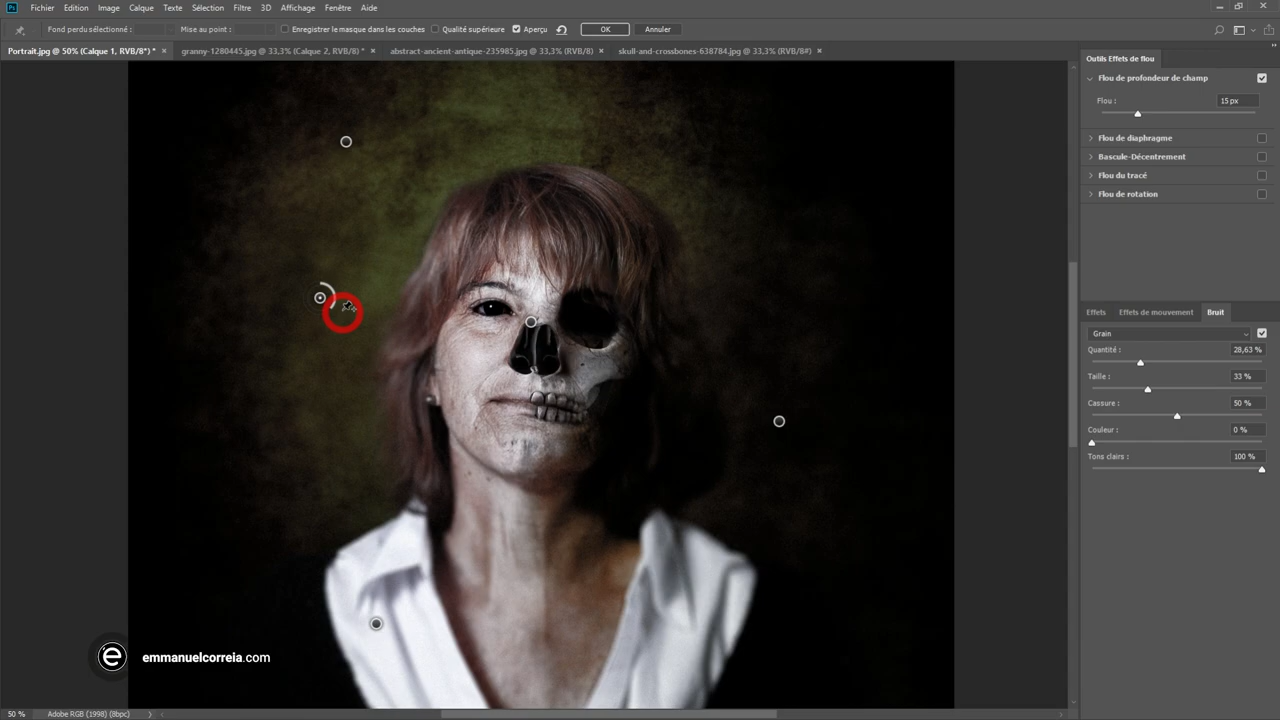 Ps Fichier Edition Image Calque Texte Sélection Filtre 3D Affichage Fenêtre Aide
Fond perdu sélectionné : Mise au point : Enregistrer le masque dans les couches Qualité supérieure Aperçu OK Annuler
Portrait.jpg @ 50% (Calque 1, RVB/8*) * × granny-1280445.jpg @ 33,3% (Calque 2, RVB/8) * × abstract-ancient-antique-235985.jpg @ 33,3% (RVB/8) × skull-and-crossbones-638784.jpg @ 33,3% (RVB/8#) ×
Outils Effets de flou
Flou de profondeur de champ
Flou : 15 px
Flou de diaphragme
Bascule-Décentrement
Flou du tracé
Flou de rotation
Effets Effets de mouvement Bruit
Grain
Quantité : 28,63 %
Taille : 33 %
Cassure : 50 %
Couleur : 0 %
Tons clairs : 100 %
e emmanuelcorreia.com
50 % Adobe RGB (1998) (8bpc)